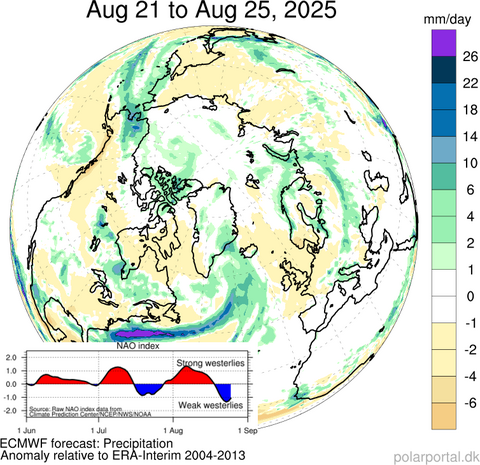 Aug 21 to Aug 25, 2025
mm/day
26
22
18
14
10
6
4
2
1
0
-1
-2
-4
-6
NAO index
2.0
1.0
0.0
-1.0
-2.0
Strong westerlies
Weak westerlies
Source: Raw NAO index data from
Climate Prediction Center/NCEP/NWS/NOAA
1 Jun
1 Jul
1 Aug
1 Sep
ECMWF forecast: Precipitation
Anomaly relative to ERA-Interim 2004-2013
polarportal.dk